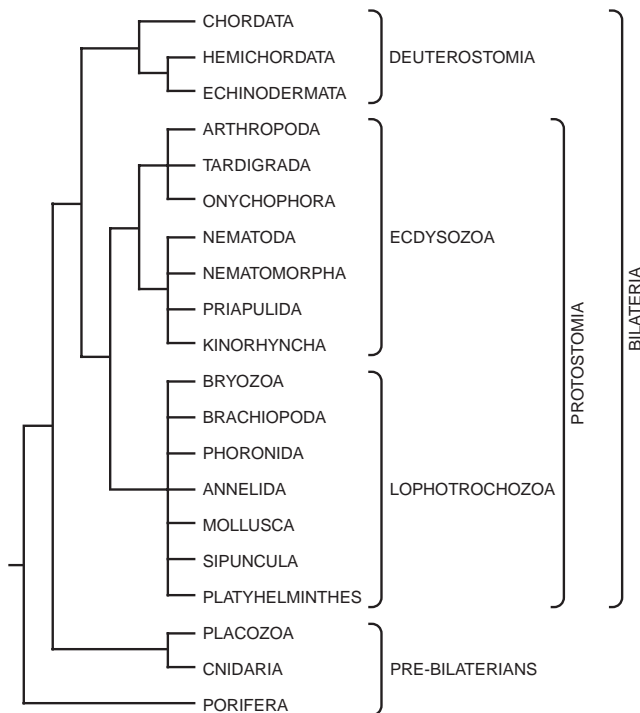 CHORDATA
HEMICHORDATA
DEUTEROSTOMIA
ECHINODERMATA
ARTHROPODA
TARDIGRADA
ONYCHOPHORA
NEMATODA
ECDYSOZOA
NEMATOMORPHA
PRIAPULIDA
KINORHYNCHA
BRYOZOA
BRACHIOPODA
PHORONIDA
ANNELIDA
LOPHOTROCHOZOA
MOLLUSCA
SIPUNCULA
PLATYHELMINTHES
PLACOZOA
CNIDARIA
PRE-BILATERIANS
PORIFERA
PROTOSTOMIA
BILATERIA